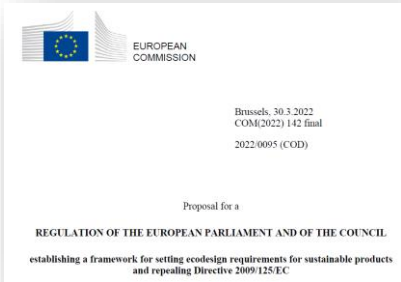 EUROPEAN
COMMISSION
Brussels, 30.3.2022
COM(2022) 142 final
2022/0095 (COD)
Proposal for a
REGULATION OF THE EUROPEAN PARLIAMENT AND OF THE COUNCIL
establishing a framework for setting ecodesign requirements for sustainable products
and repealing Directive 2009/125/EC